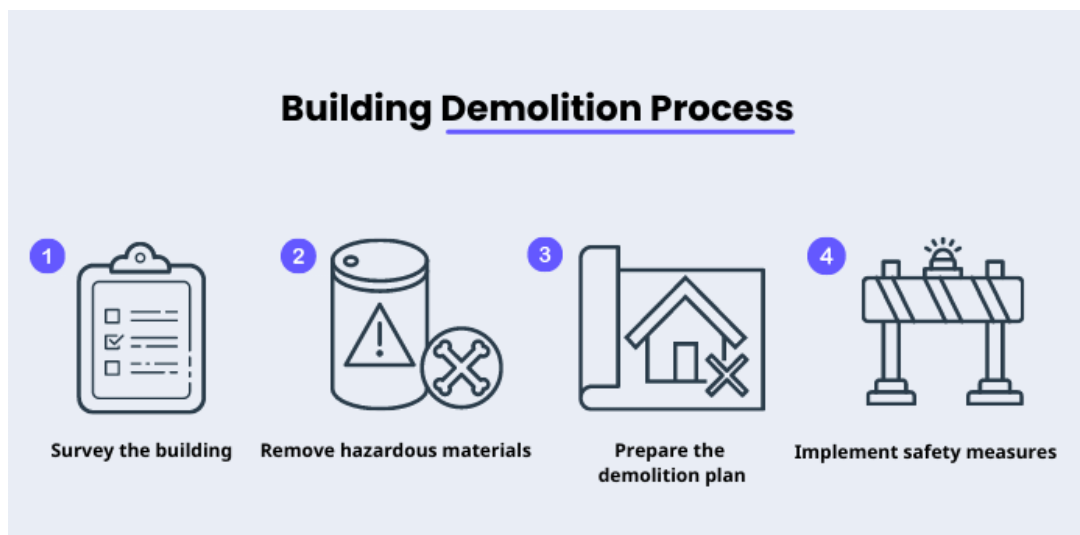 Building Demolition Process
1
2
3
4
Survey the building
Remove hazardous materials
Prepare the
demolition plan
Implement safety measures